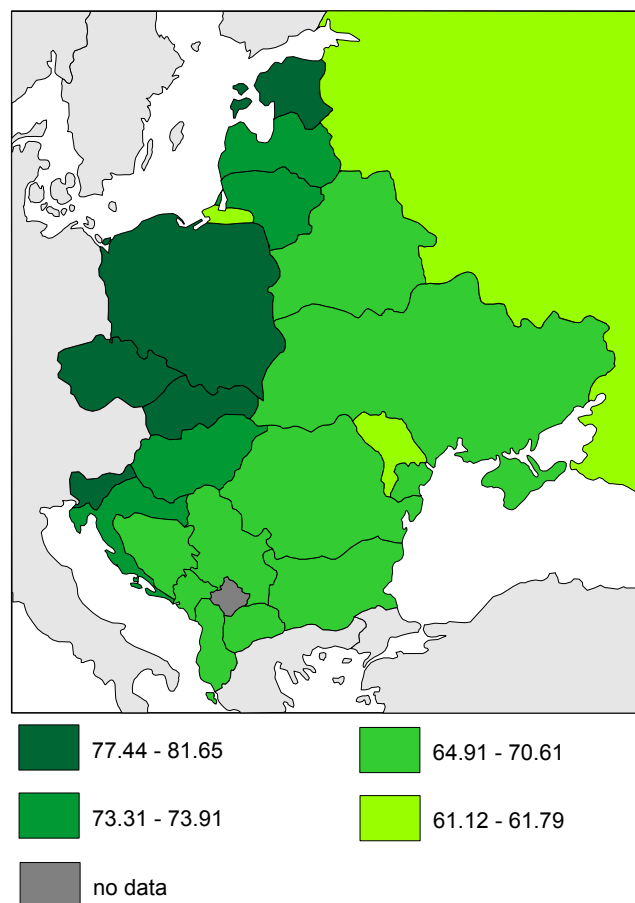 77.44 - 81.65
64.91 - 70.61
73.31 - 73.91
61.12 - 61.79
no data